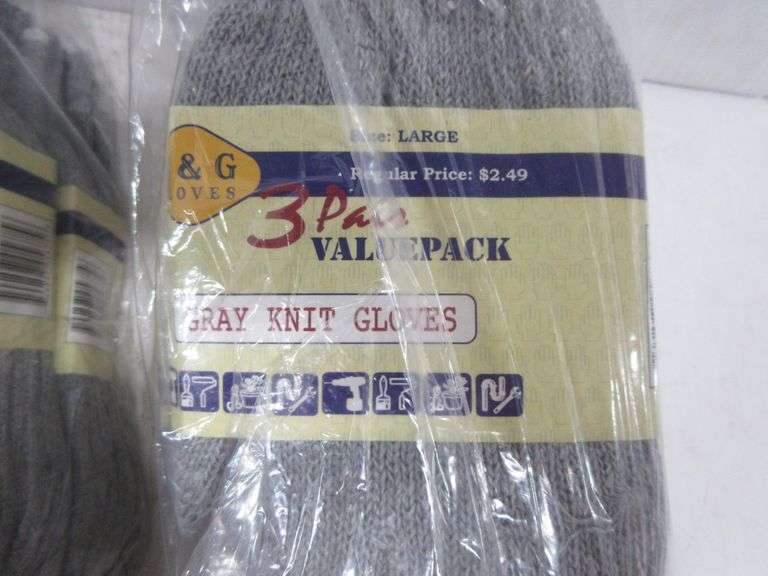 Size: LARGE
& G
OVES
Regular Price: $2.49
3 Pair
VALUEPACK
GRAY KNIT GLOVES